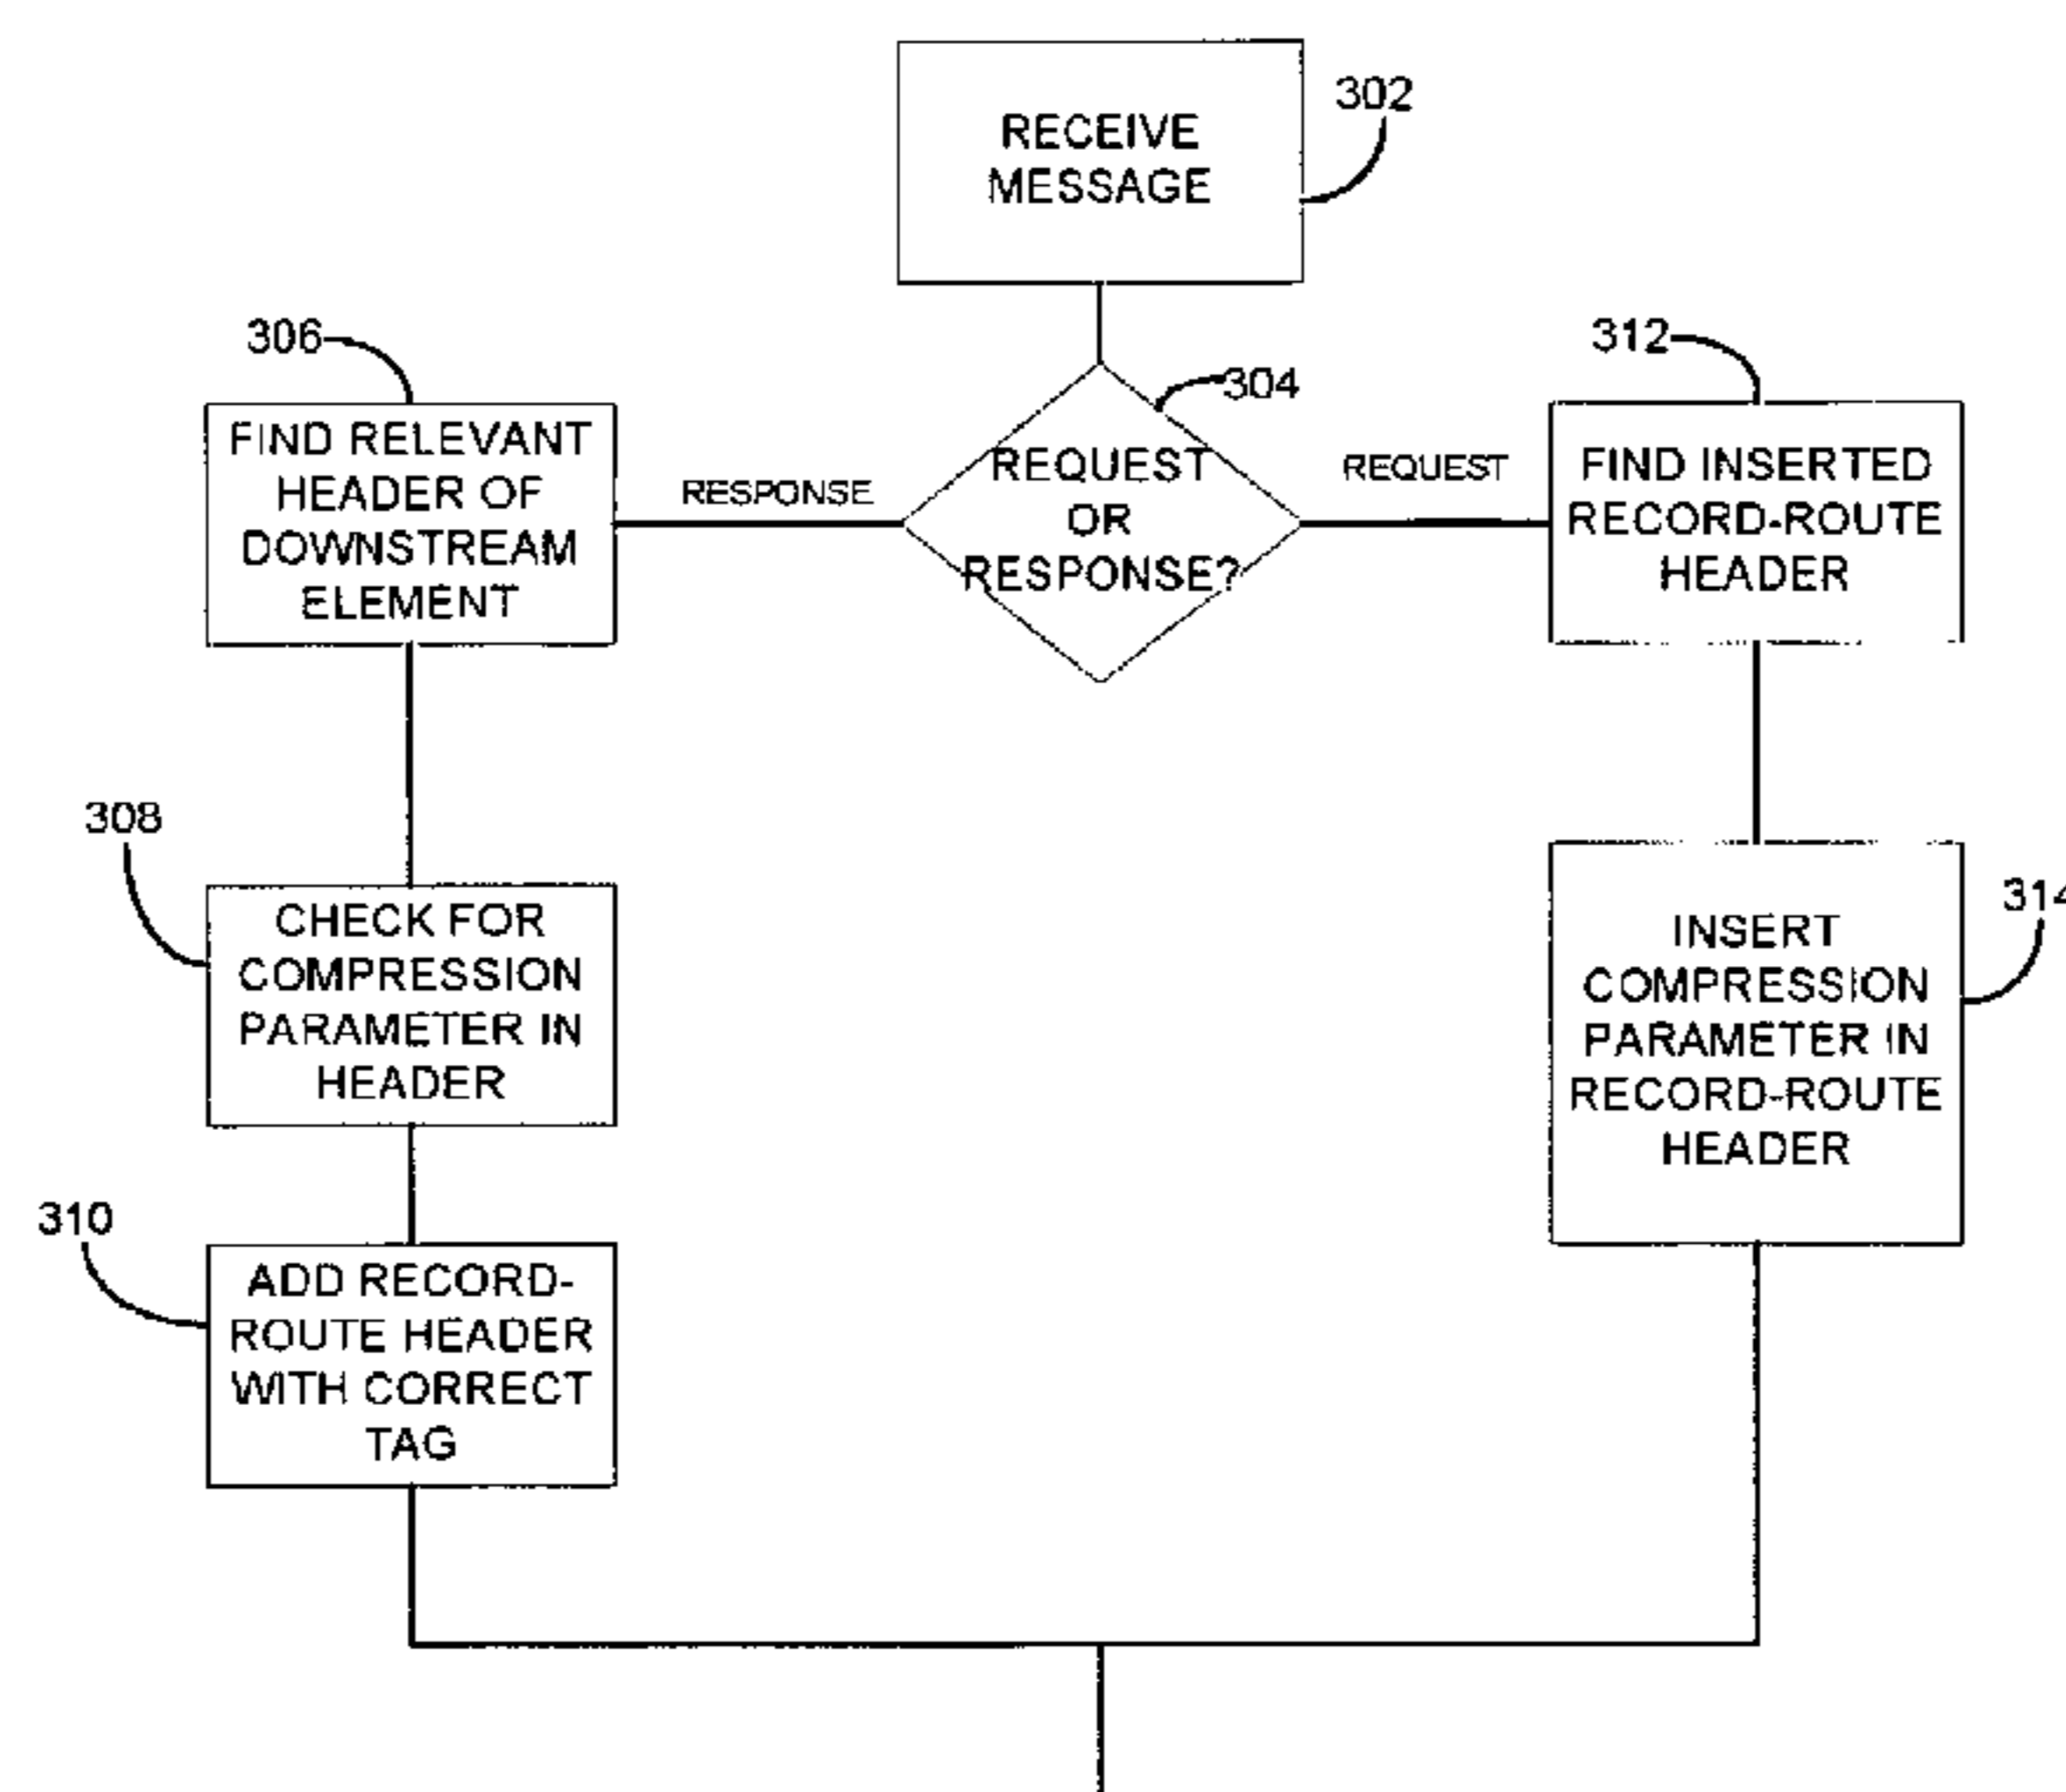 RECEIVE
MESSAGE
302
304
REQUEST
OR
RESPONSE?
RESPONSE
REQUEST
306
FIND RELEVANT
HEADER OF
DOWNSTREAM
ELEMENT
308
CHECK FOR
COMPRESSION
PARAMETER IN
HEADER
310
ADD RECORD-
ROUTE HEADER
WITH CORRECT
TAG
312
FIND INSERTED
RECORD-ROUTE
HEADER
314
INSERT
COMPRESSION
PARAMETER IN
RECORD-ROUTE
HEADER